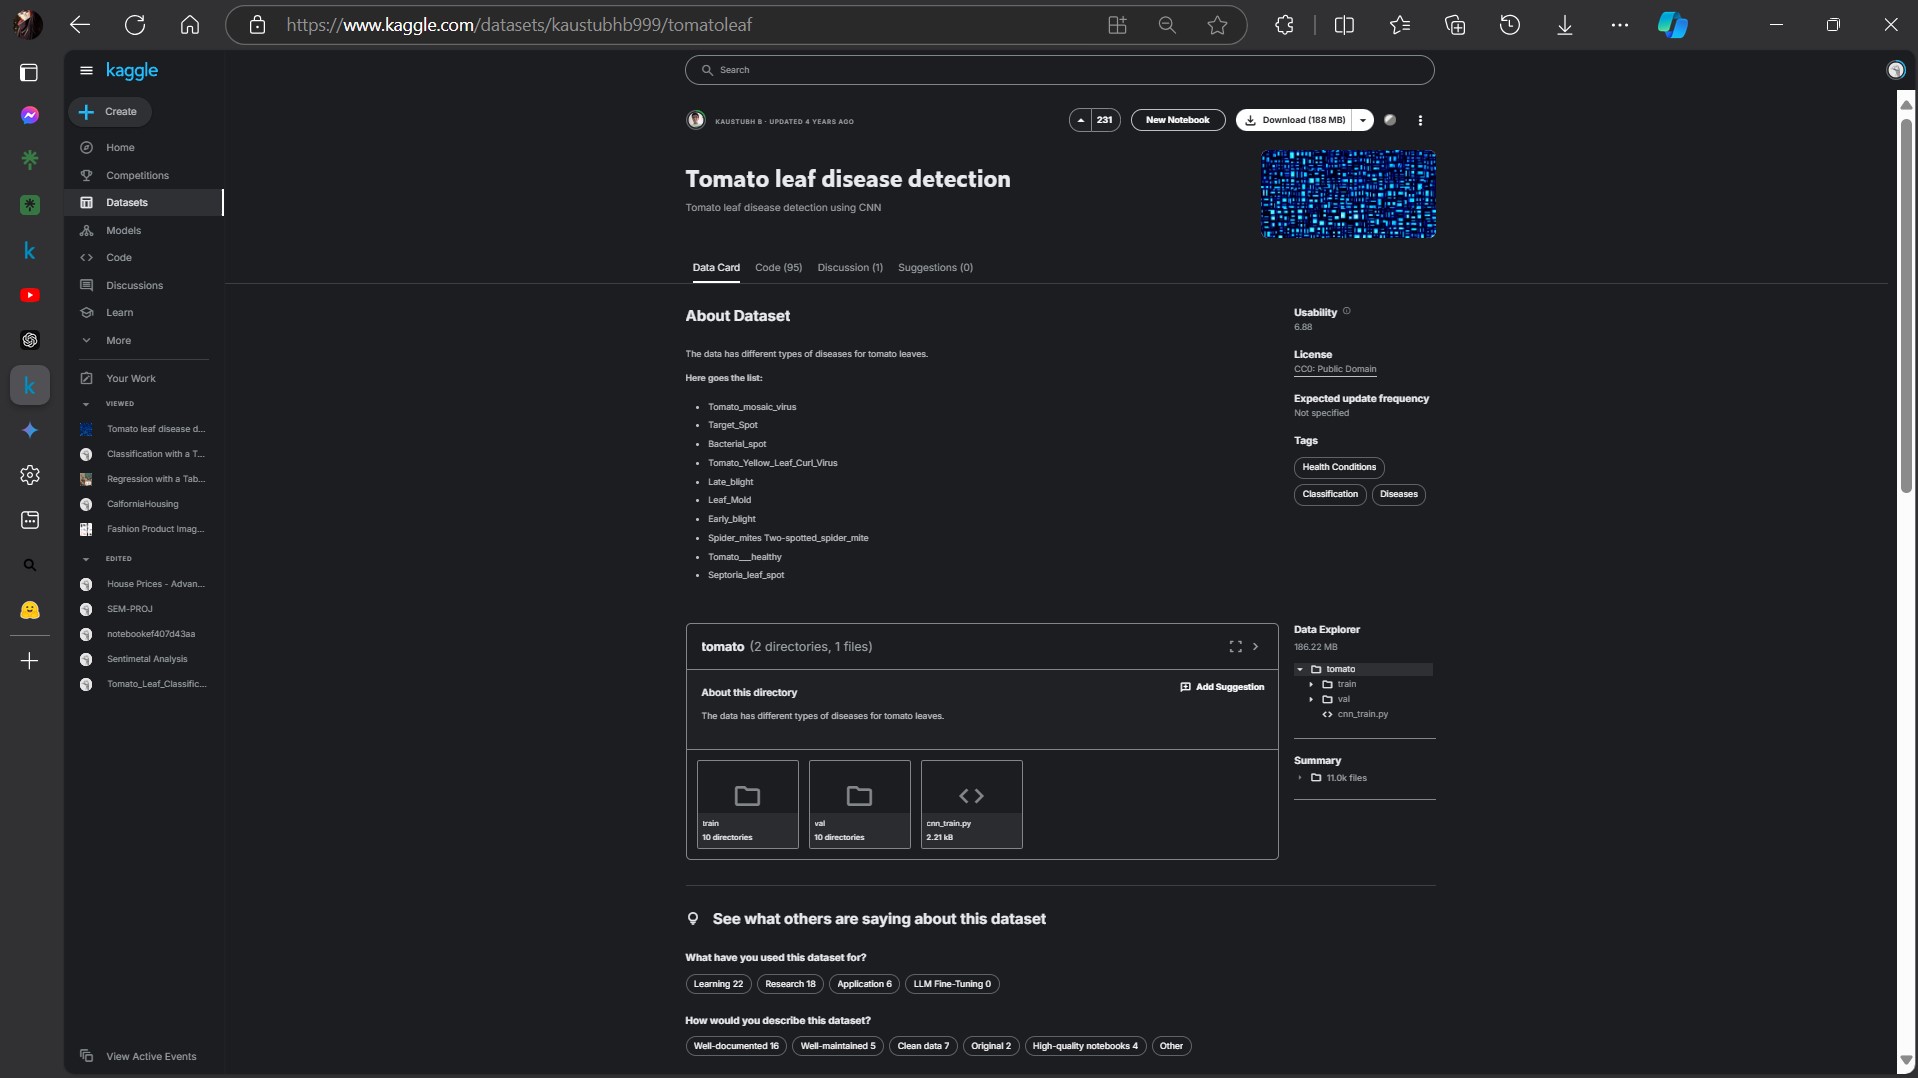 https://www.kaggle.com/datasets/kaustubhb999/tomatoleaf
kaggle
Search
Create
Home
Competitions
Datasets
Models
Code
Discussions
Learn
More
Your Work
VIEWED
Tomato leaf disease d...
Classification with a T...
Regression with a Tab...
CalforniaHousing
Fashion Product Imag...
EDITED
House Prices - Advan...
SEM-PROJ
notebookef407d43aa
Sentimetal Analysis
Tomato_Leaf_Classific...
View Active Events
KAUSTUBH B · UPDATED 4 YEARS AGO
231
New Notebook
Download (188 MB)
Tomato leaf disease detection
Tomato leaf disease detection using CNN
Data Card Code (95) Discussion (1) Suggestions (0)
About Dataset
The data has different types of diseases for tomato leaves.
Here goes the list:
• Tomato_mosaic_virus
• Target_Spot
• Bacterial_spot
• Tomato_Yellow_Leaf_Curl_Virus
• Late_blight
• Leaf_Mold
• Early_blight
• Spider_mites Two-spotted_spider_mite
• Tomato___healthy
• Septoria_leaf_spot
Usability
6.88
License
CC0: Public Domain
Expected update frequency
Not specified
Tags
Health Conditions
Classification Diseases
tomato (2 directories, 1 files)
About this directory
Add Suggestion
The data has different types of diseases for tomato leaves.
train
10 directories
val
10 directories
cnn_train.py
2.21 kB
Data Explorer
186.22 MB
tomato
train
val
cnn_train.py
Summary
11.0k files
See what others are saying about this dataset
What have you used this dataset for?
Learning 22 Research 18 Application 6 LLM Fine-Tuning 0
How would you describe this dataset?
Well-documented 16 Well-maintained 5 Clean data 7 Original 2 High-quality notebooks 4 Other